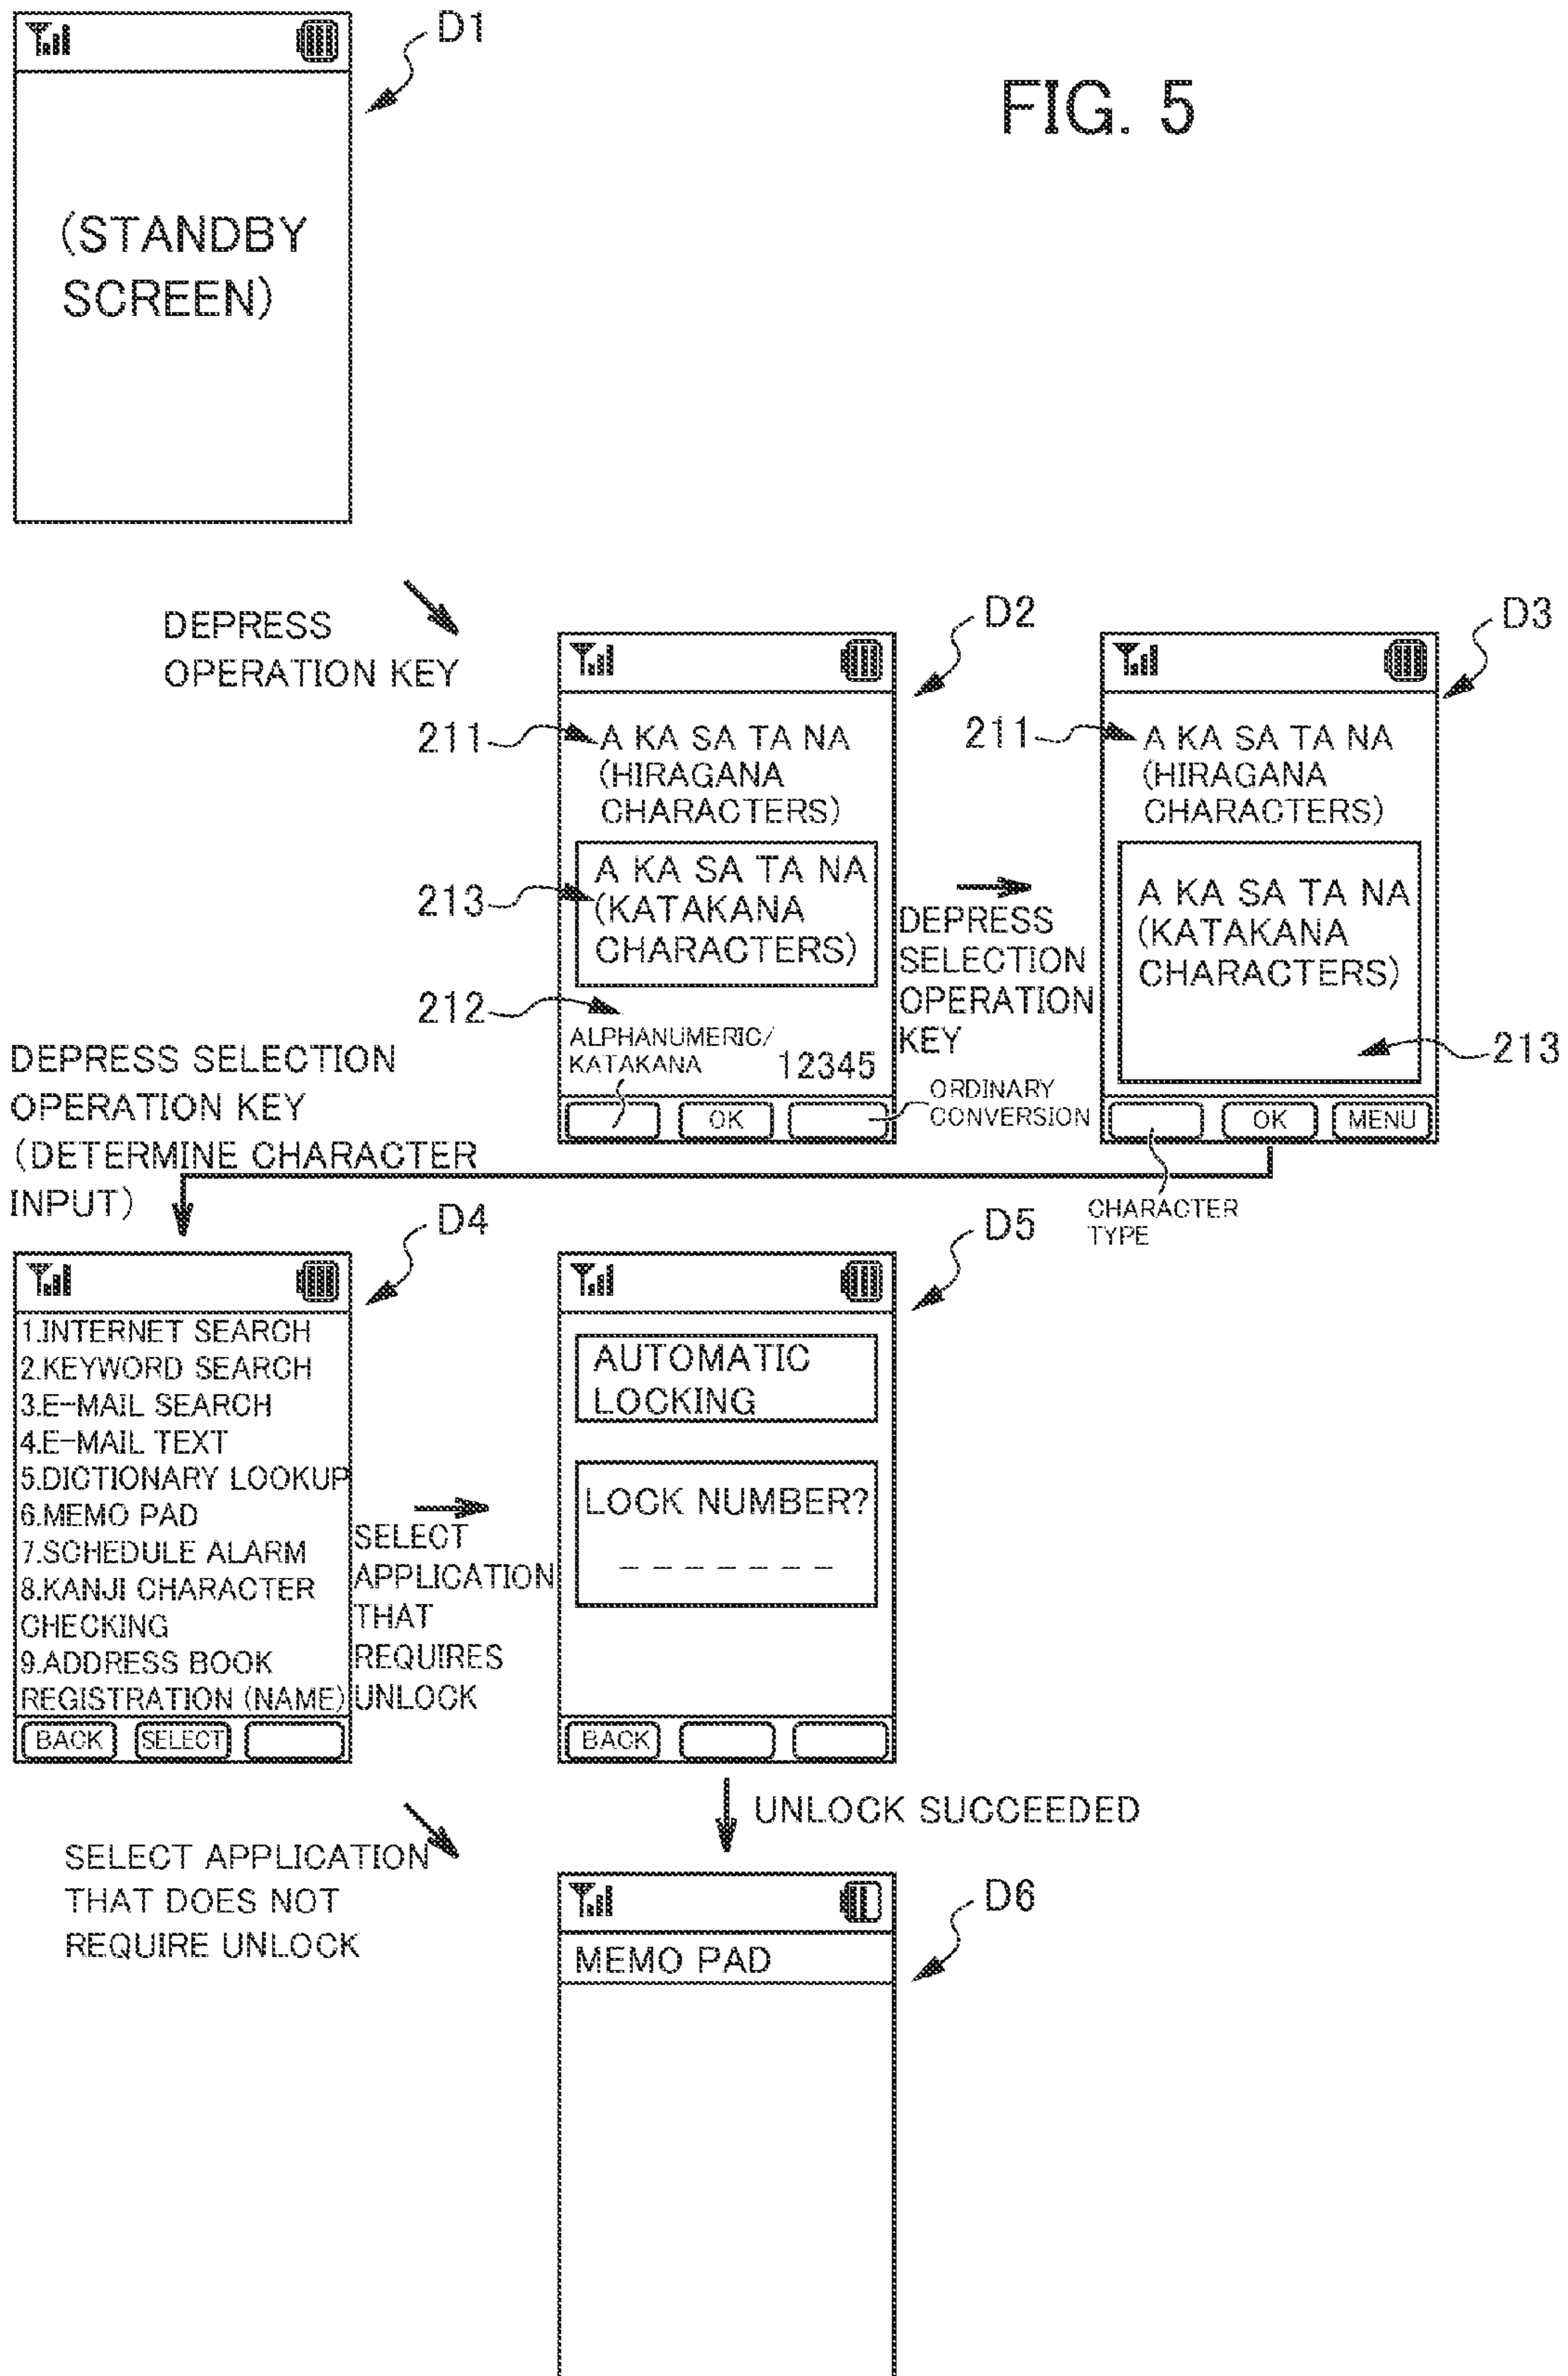 D1
FIG. 5
(STANDBY
SCREEN)
DEPRESS
OPERATION KEY
D2
211
A KA SA TA NA
(HIRAGANA
CHARACTERS)
213
A KA SA TA NA
(KATAKANA
CHARACTERS)
212
ALPHANUMERIC/
KATAKANA
12345
OK
ORDINARY
CONVERSION
DEPRESS
SELECTION
OPERATION
KEY
D3
211
A KA SA TA NA
(HIRAGANA
CHARACTERS)
A KA SA TA NA
(KATAKANA
CHARACTERS)
213
OK
MENU
CHARACTER
TYPE
DEPRESS SELECTION
OPERATION KEY
(DETERMINE CHARACTER
INPUT)
D4
1.INTERNET SEARCH
2.KEYWORD SEARCH
3.E-MAIL SEARCH
4.E-MAIL TEXT
5.DICTIONARY LOOKUP
6.MEMO PAD
7.SCHEDULE ALARM
8.KANJI CHARACTER
CHECKING
9.ADDRESS BOOK
REGISTRATION (NAME)
BACK
SELECT
SELECT
APPLICATION
THAT
REQUIRES
UNLOCK
D5
AUTOMATIC
LOCKING
LOCK NUMBER?
_ _ _ _ _ _ _
BACK
UNLOCK SUCCEEDED
SELECT APPLICATION
THAT DOES NOT
REQUIRE UNLOCK
D6
MEMO PAD